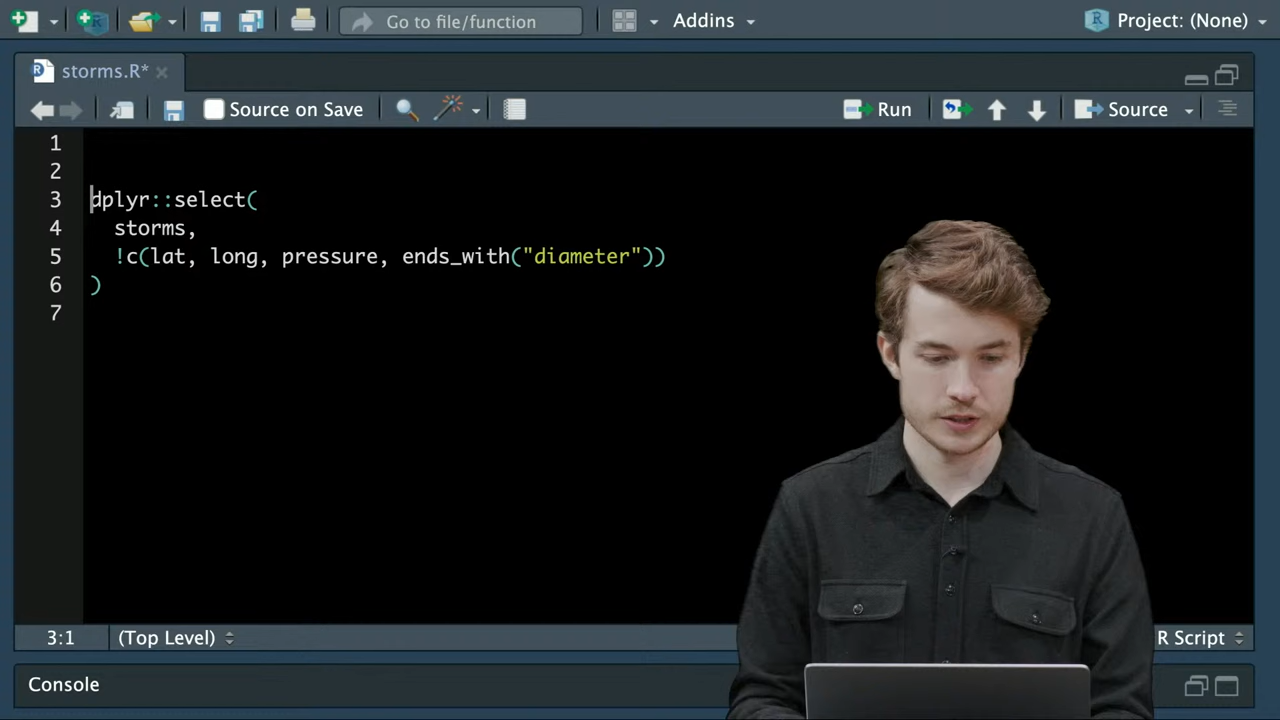 Go to file/function
Addins
Project: (None)
storms.R*
Source on Save
Run
Source
1
2
3 dplyr::select(
4 storms,
5 !c(lat, long, pressure, ends_with("diameter"))
6 )
7
3:1
(Top Level)
R Script
Console